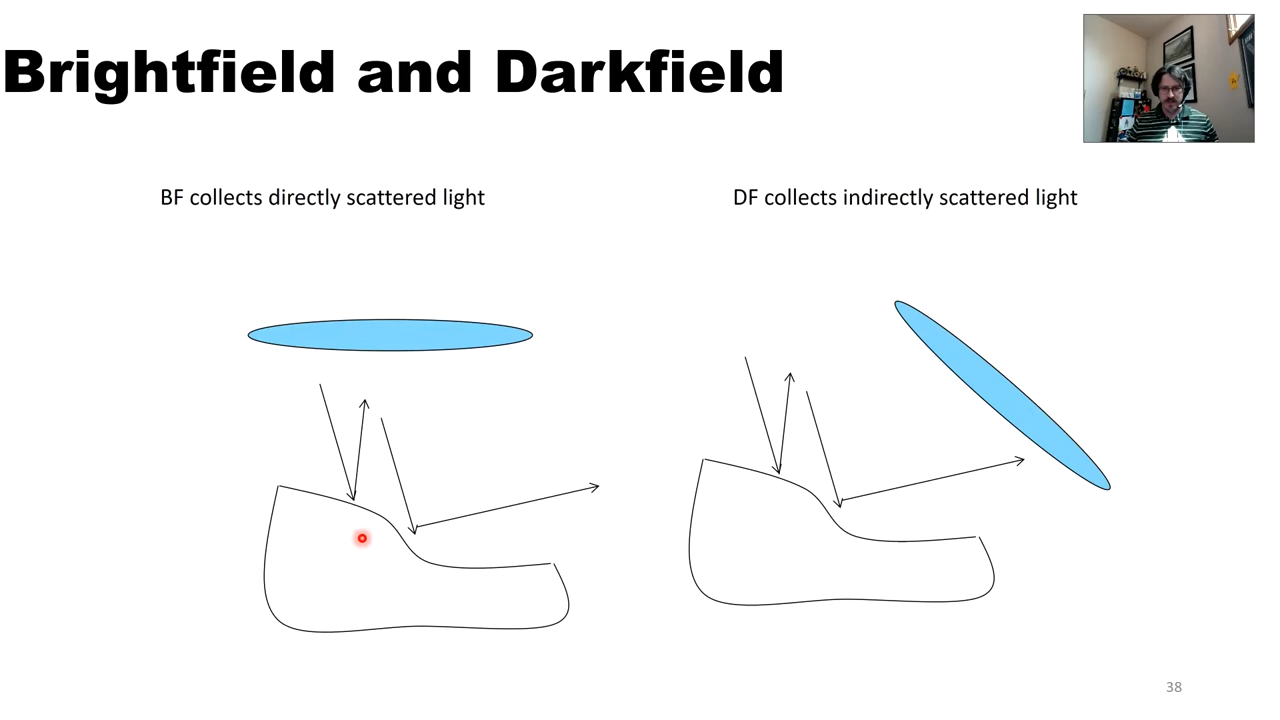 Brightfield and Darkfield
BF collects directly scattered light
DF collects indirectly scattered light
38